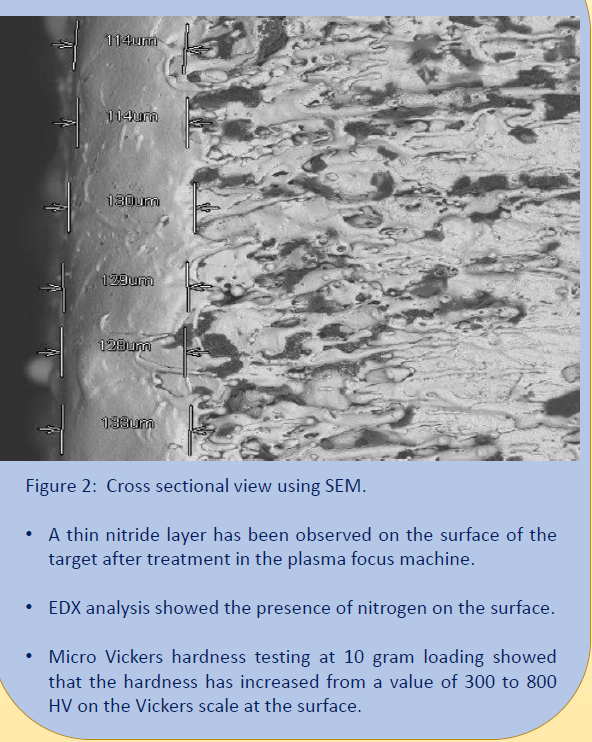 114um
114um
130um
129um
128um
133um
Figure 2: Cross sectional view using SEM.
• A thin nitride layer has been observed on the surface of the
target after treatment in the plasma focus machine.
• EDX analysis showed the presence of nitrogen on the surface.
• Micro Vickers hardness testing at 10 gram loading showed
that the hardness has increased from a value of 300 to 800
HV on the Vickers scale at the surface.